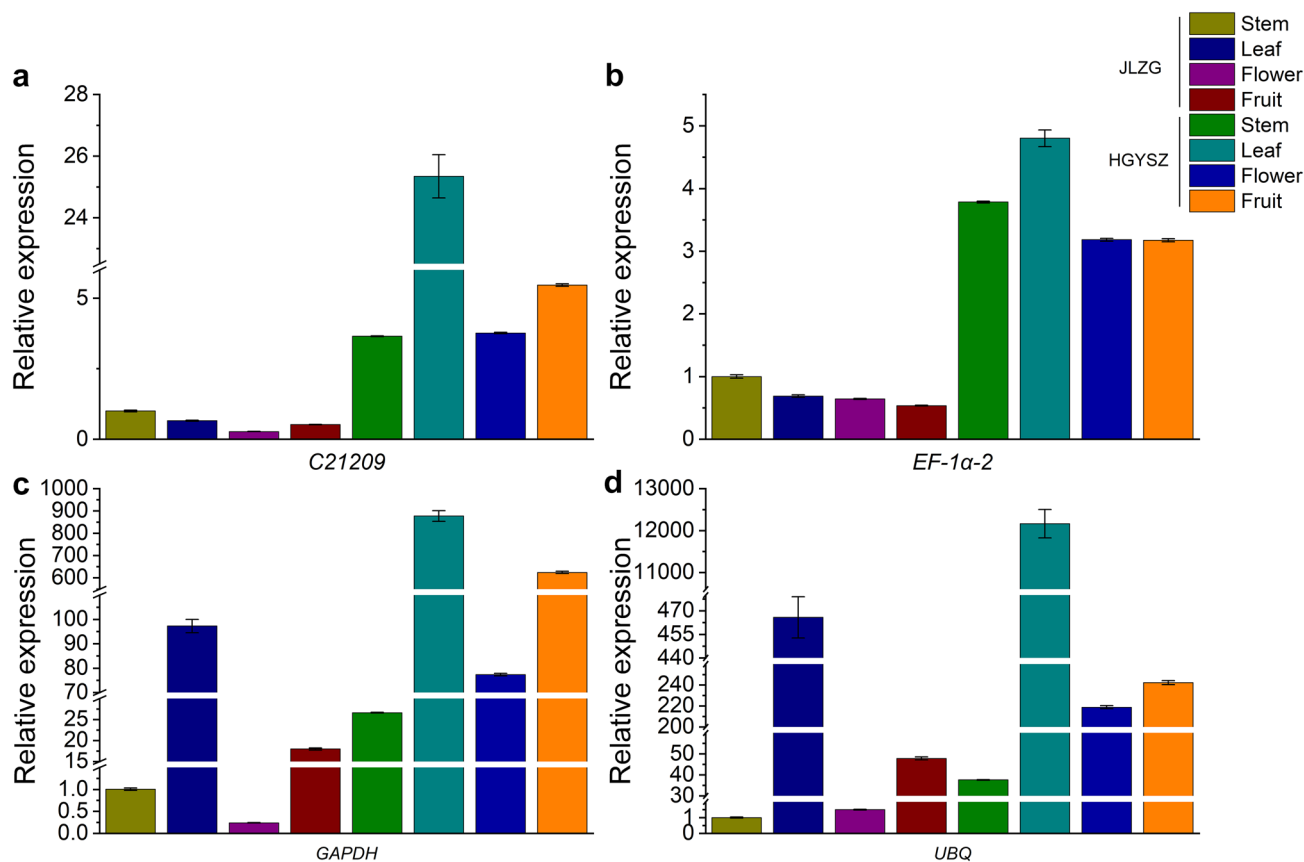 Stem
Leaf
JLZG
Flower
Fruit
Stem
Leaf
HGYSZ
Flower
Fruit
a
28
26
24
5
0
Relative expression
C21209
b
5
4
3
2
1
0
Relative expression
EF-1α-2
c
1000
900
800
700
600
100
90
80
70
25
20
15
1.0
0.5
0.0
Relative expression
GAPDH
d
13000
12000
11000
470
455
440
240
220
200
50
40
30
0
Relative expression
UBQ